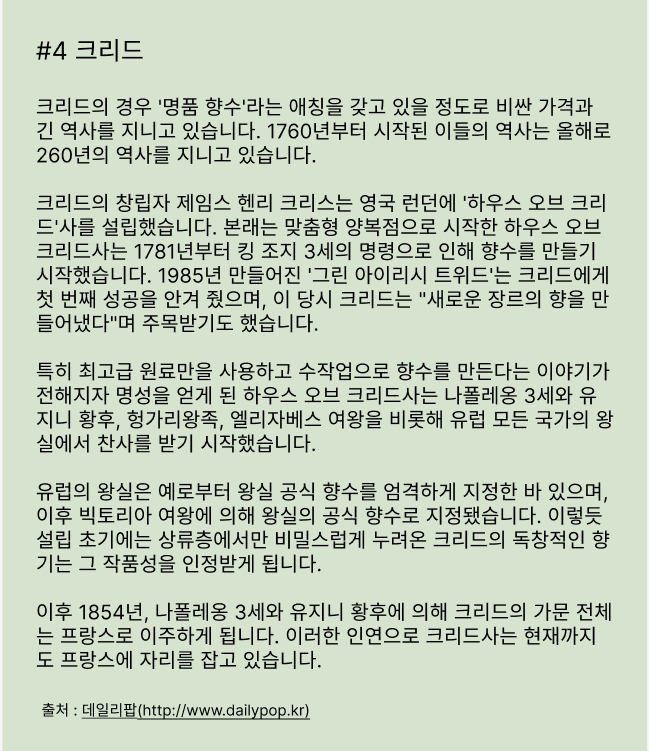 #4 크리드
크리드의 경우 '명품 향수'라는 애칭을 갖고 있을 정도로 비싼 가격과
긴 역사를 지니고 있습니다. 1760년부터 시작된 이들의 역사는 올해로
260년의 역사를 지니고 있습니다.
크리드의 창립자 제임스 헨리 크리스는 영국 런던에 '하우스 오브 크리
드'사를 설립했습니다. 본래는 맞춤형 양복점으로 시작한 하우스 오브
크리드사는 1781년부터 킹 조지 3세의 명령으로 인해 향수를 만들기
시작했습니다. 1985년 만들어진 '그린 아이리시 트위드'는 크리드에게
첫 번째 성공을 안겨 줬으며, 이 당시 크리드는 "새로운 장르의 향을 만
들어냈다"며 주목받기도 했습니다.
특히 최고급 원료만을 사용하고 수작업으로 향수를 만든다는 이야기가
전해지자 명성을 얻게 된 하우스 오브 크리드사는 나폴레옹 3세와 유
지니 황후, 헝가리왕족, 엘리자베스 여왕을 비롯해 유럽 모든 국가의 왕
실에서 찬사를 받기 시작했습니다.
유럽의 왕실은 예로부터 왕실 공식 향수를 엄격하게 지정한 바 있으며,
이후 빅토리아 여왕에 의해 왕실의 공식 향수로 지정됐습니다. 이렇듯
설립 초기에는 상류층에서만 비밀스럽게 누려온 크리드의 독창적인 향
기는 그 작품성을 인정받게 됩니다.
이후 1854년, 나폴레옹 3세와 유지니 황후에 의해 크리드의 가문 전체
는 프랑스로 이주하게 됩니다. 이러한 인연으로 크리드사는 현재까지
도 프랑스에 자리를 잡고 있습니다.
출처 : 데일리팝(http://www.dailypop.kr)